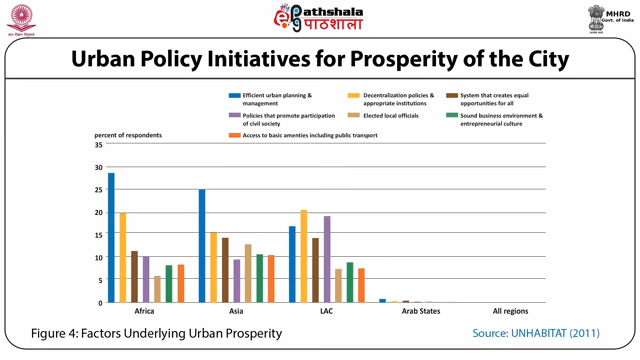 ePathshala
पाठशाला
MHRD
Govt. of India
Urban Policy Initiatives for Prosperity of the City
Efficient urban planning & management
Decentralization policies & appropriate institutions
System that creates equal opportunities for all
Policies that promote participation of civil society
Elected local officials
Sound business environment & entrepreneurial culture
Access to basic amenties including public transport
percent of respondents
35
30
25
20
15
10
5
0
Africa
Asia
LAC
Arab States
All regions
Figure 4: Factors Underlying Urban Prosperity
Source: UNHABITAT (2011)